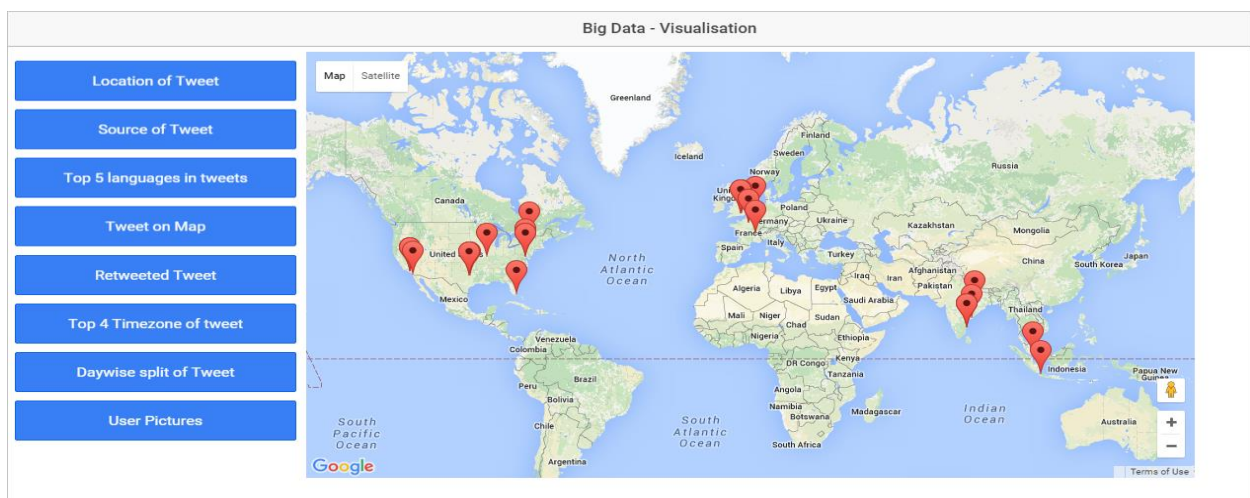 Big Data - Visualisation
Location of Tweet
Source of Tweet
Top 5 languages in tweets
Tweet on Map
Retweeted Tweet
Top 4 Timezone of tweet
Daywise split of Tweet
User Pictures
Map Satellite
Greenland
Iceland
Finland
Sweden
Norway
Russia
Canada
Poland
Ukraine
Kazakhstan
Mongolia
France
Spain
Italy
Turkey
China
Japan
South Korea
North
Atlantic
Ocean
Iraq
Iran
Afghanistan
Pakistan
Algeria
Libya
Egypt
Saudi Arabia
Mexico
Thailand
Mali
Niger
Chad
Sudan
Nigeria
Ethiopia
Venezuela
Colombia
DR Congo
Kenya
Tanzania
Indonesia
Papua New
Guinea
Peru
Brazil
Bolivia
Angola
Namibia
Botswana
Madagascar
Chile
South
Pacific
Ocean
South
Atlantic
Ocean
Indian
Ocean
Australia
South Africa
Argentina
+
−
Google
Terms of Use